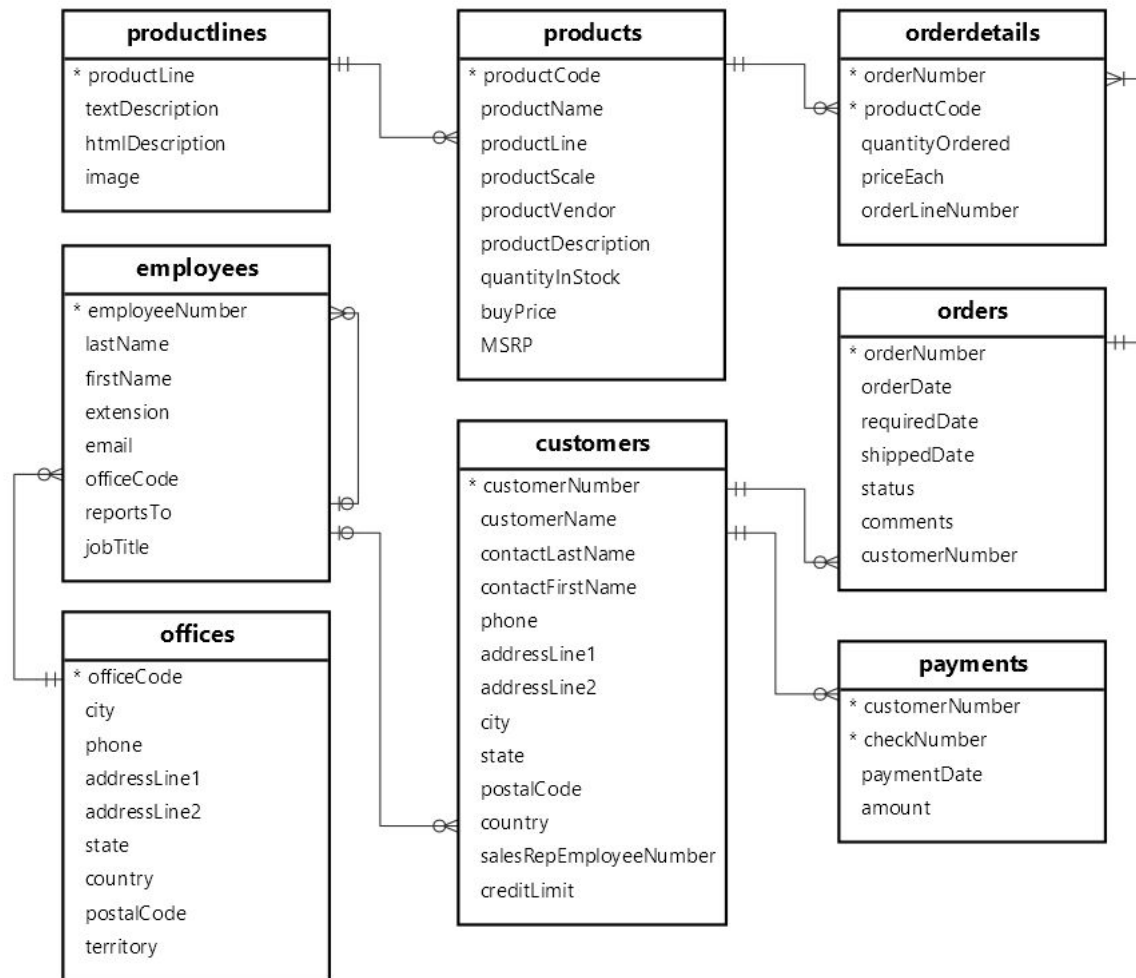 productlines
* productLine
textDescription
htmlDescription
image
products
* productCode
productName
productLine
productScale
productVendor
productDescription
quantityInStock
buyPrice
MSRP
orderdetails
* orderNumber
* productCode
quantityOrdered
priceEach
orderLineNumber
employees
* employeeNumber
lastName
firstName
extension
email
officeCode
reportsTo
jobTitle
customers
* customerNumber
customerName
contactLastName
contactFirstName
phone
addressLine1
addressLine2
city
state
postalCode
country
salesRepEmployeeNumber
creditLimit
orders
* orderNumber
orderDate
requiredDate
shippedDate
status
comments
customerNumber
offices
* officeCode
city
phone
addressLine1
addressLine2
state
country
postalCode
territory
payments
* customerNumber
* checkNumber
paymentDate
amount